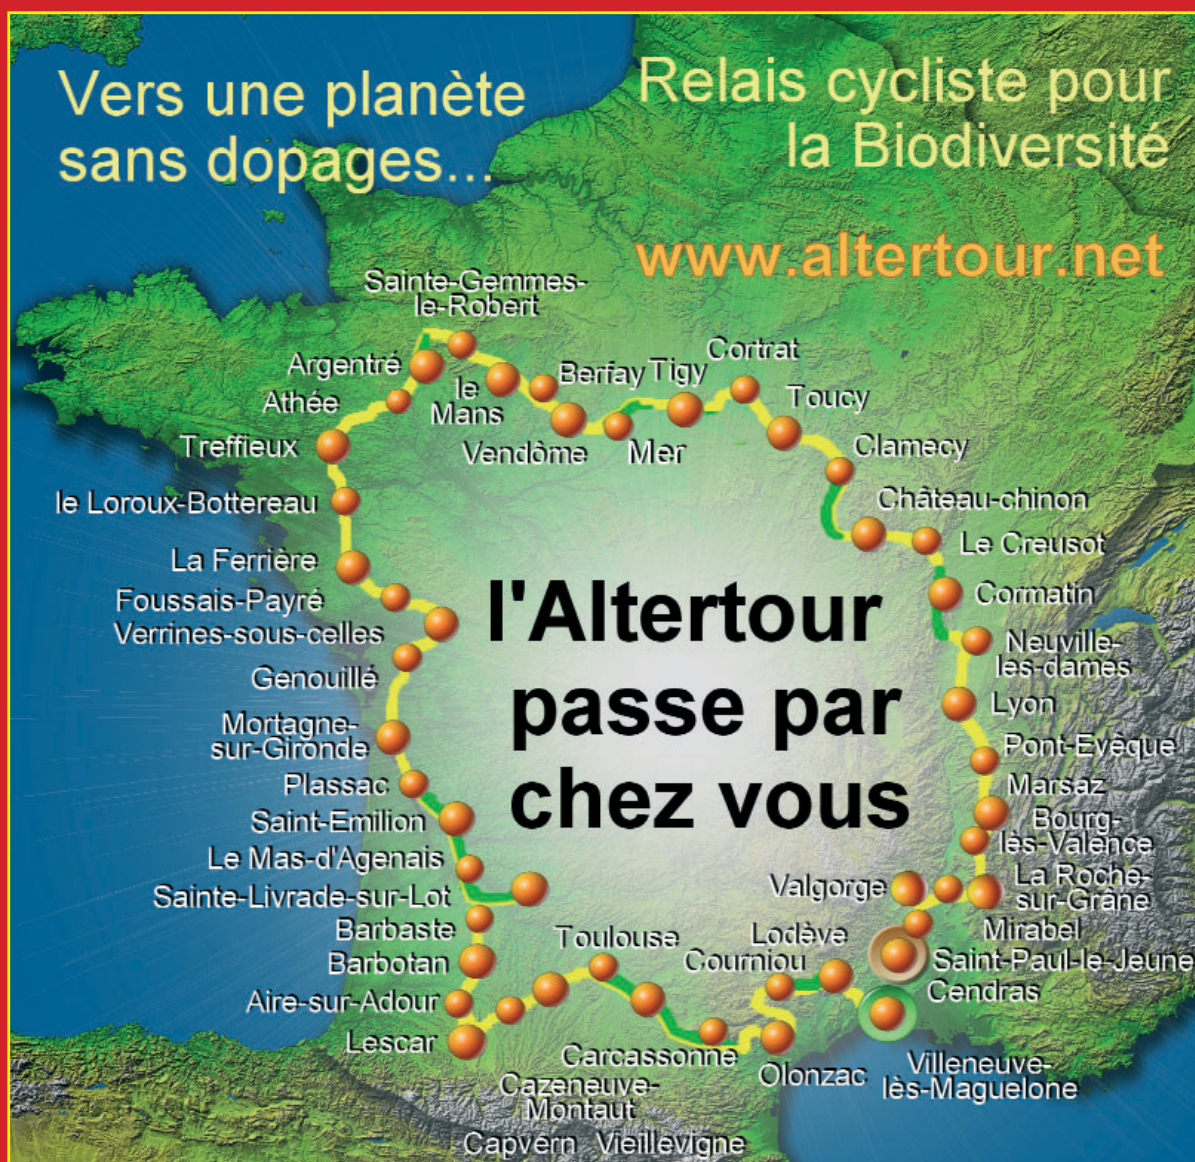 Vers une planète
sans dopages...
Relais cycliste pour
la Biodiversité
www.altertour.net
Sainte-Gemmes-
le-Robert
Argentré
Athée
le
Mans
Berfay
Tigy
Cortrat
Toucy
Treffieux
Vendôme
Mer
Clamecy
le Loroux-Bottereau
Château-chinon
La Ferrière
Le Creusot
Foussais-Payré
Cormatin
Verrines-sous-celles
Neuville-
les-dames
Genouillé
Lyon
l'Altertour
passe par
chez vous
Mortagne-
sur-Gironde
Pont-Evêque
Plassac
Marsaz
Saint-Emilion
Bourg-
lès-Valence
Le Mas-d'Agenais
Sainte-Livrade-sur-Lot
Valgorge
La Roche-
sur-Grâne
Barbaste
Toulouse
Lodève
Mirabel
Barbotan
Courniou
Saint-Paul-le-Jeune
Aire-sur-Adour
Cendras
Lescar
Carcassonne
Olonzac
Villeneuve-
lès-Maguelone
Cazeneuve-
Montaut
Capvern
Vieillevigne